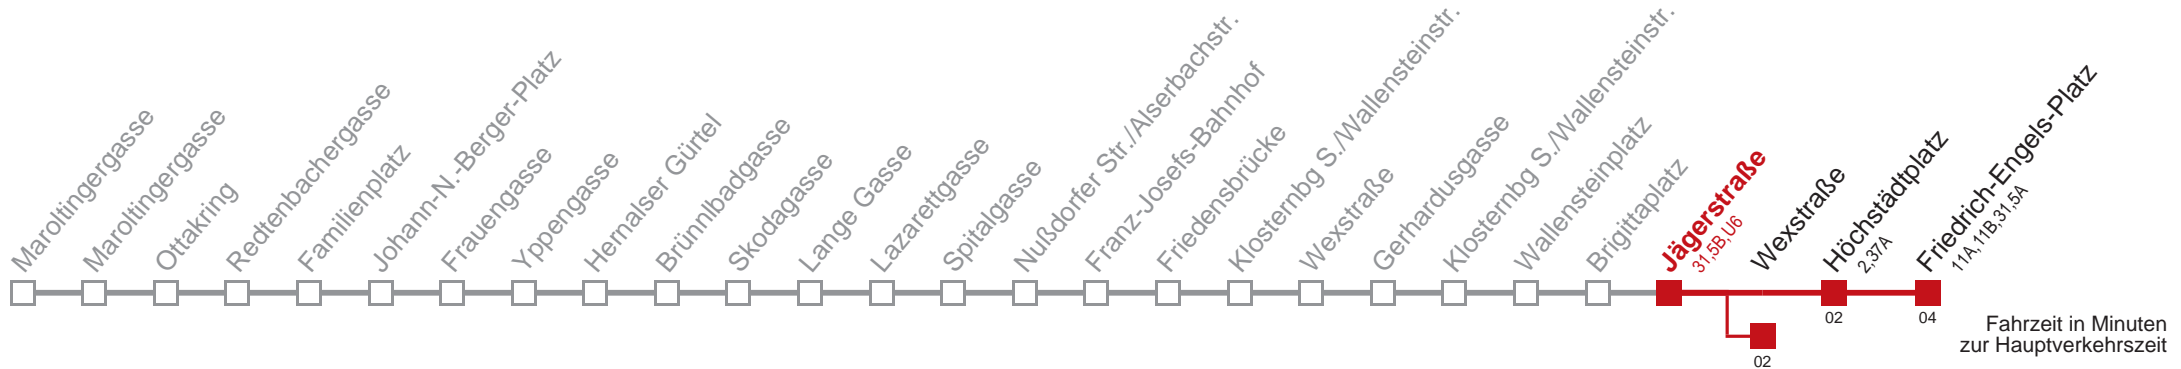 Maroltingergasse
Maroltingergasse
Ottakring
Redtenbachergasse
Familienplatz
Johann-N.-Berger-Platz
Frauengasse
Yppengasse
Hernalser Gürtel
Brünnlbadgasse
Skodagasse
Lange Gasse
Lazarettgasse
Spitalgasse
Nußdorfer Str./Alserbachstr.
Franz-Josefs-Bahnhof
Friedensbrücke
Klosternbg S./Wallensteinstr.
Wexstraße
Gerhardusgasse
Klosternbg S./Wallensteinstr.
Wallensteinplatz
Brigittaplatz
Jägerstraße
31,5B,U6
Wexstraße
Höchstädtplatz
2,37A
Friedrich-Engels-Platz
11A,11B,31,5A
02
04
02
Fahrzeit in Minuten
zur Hauptverkehrszeit